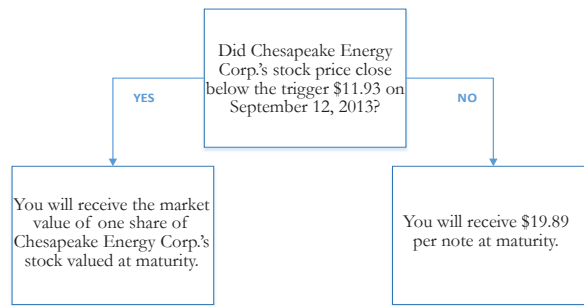 Did Chesapeake Energy
Corp.'s stock price close
below the trigger $11.93 on
September 12, 2013?
YES
NO
You will receive the market
value of one share of
Chesapeake Energy Corp.'s
stock valued at maturity.
You will receive $19.89
per note at maturity.